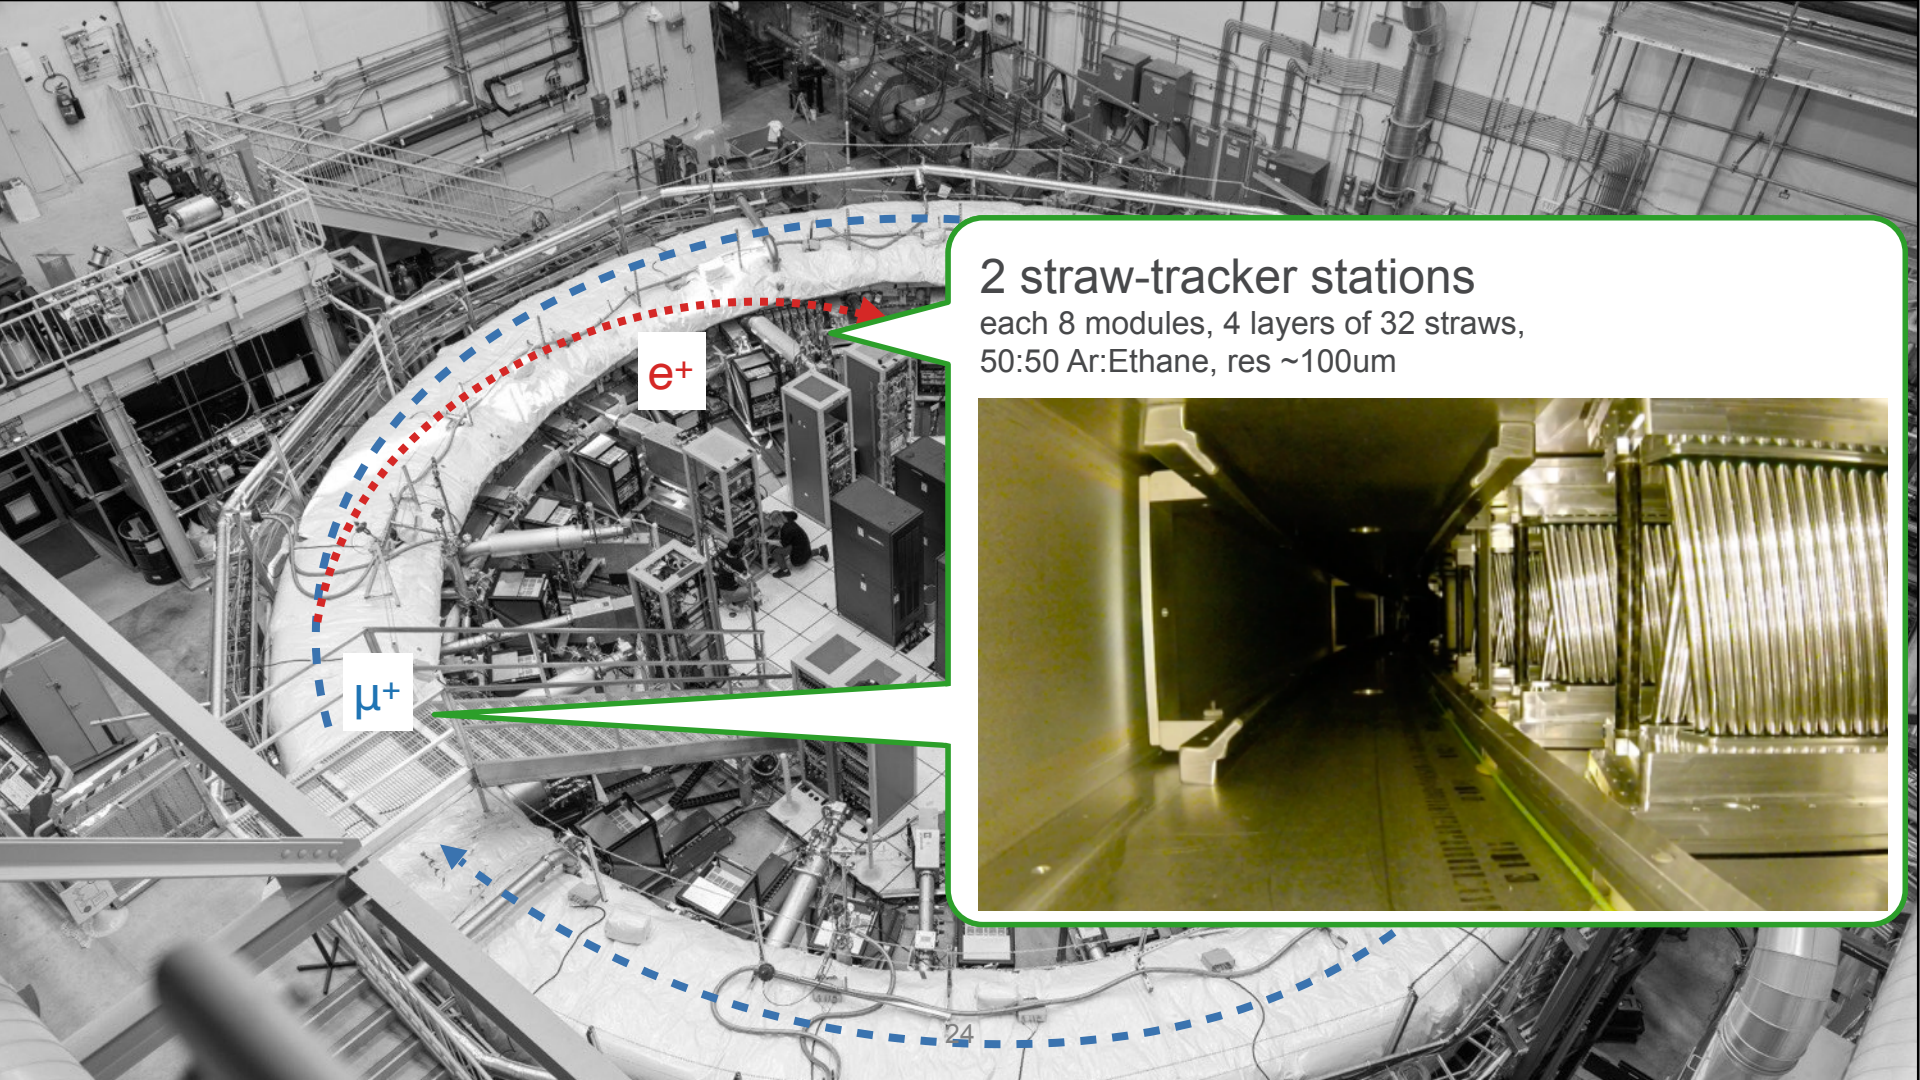 2 straw-tracker stations
each 8 modules, 4 layers of 32 straws,
50:50 Ar:Ethane, res ~100um
e+
μ+
24